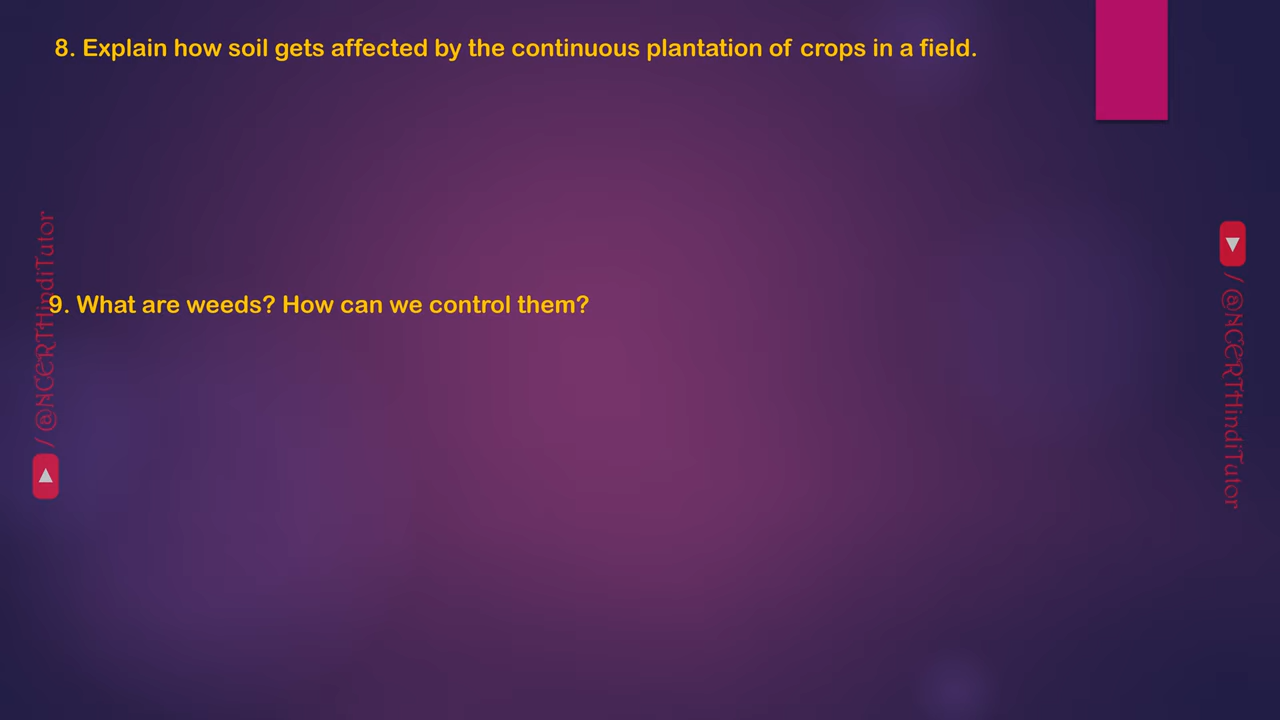 8. Explain how soil gets affected by the continuous plantation of crops in a field.
/ @NCERTHindiTutor
9. What are weeds? How can we control them?
/ @NCERTHindiTutor